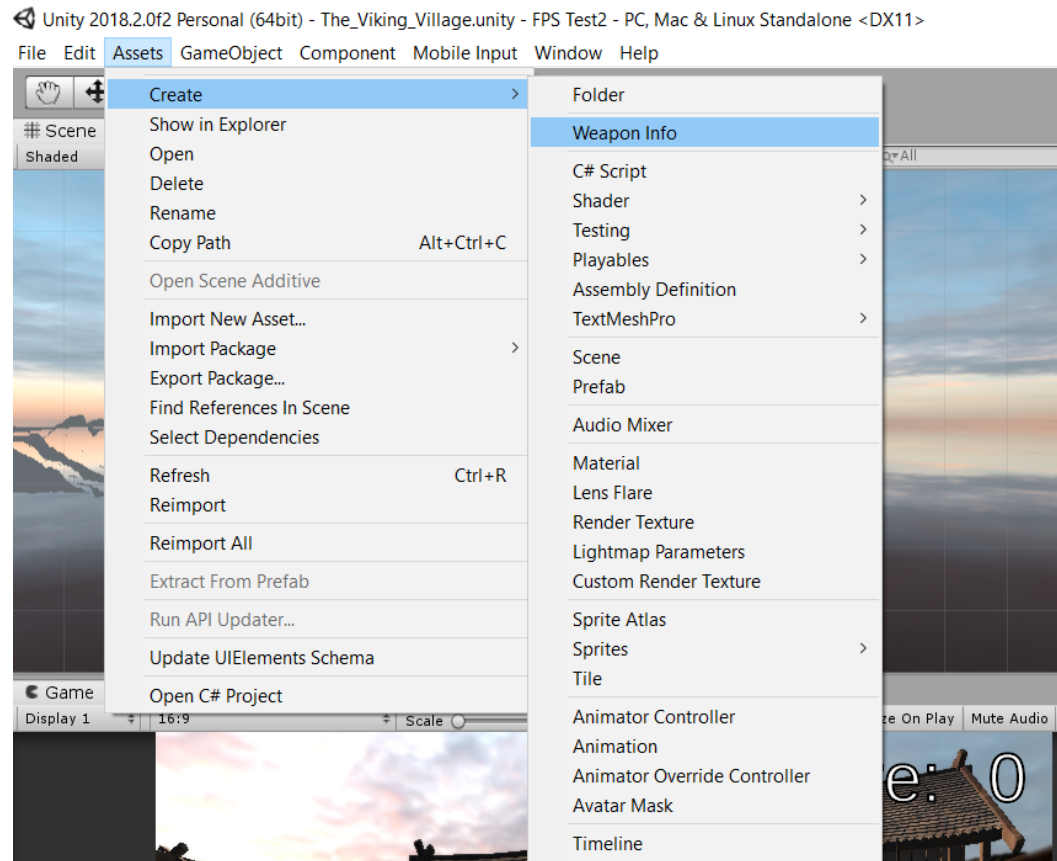 Unity 2018.2.0f2 Personal (64bit) - The_Viking_Village.unity - FPS Test2 - PC, Mac & Linux Standalone <DX11>
File Edit Assets GameObject Component Mobile Input Window Help
Scene
Shaded
All
Create
Show in Explorer
Open
Delete
Rename
Copy Path Alt+Ctrl+C
Open Scene Additive
Import New Asset...
Import Package
Export Package...
Find References In Scene
Select Dependencies
Refresh Ctrl+R
Reimport
Reimport All
Extract From Prefab
Run API Updater...
Update UIElements Schema
Open C# Project
Folder
Weapon Info
C# Script
Shader
Testing
Playables
Assembly Definition
TextMeshPro
Scene
Prefab
Audio Mixer
Material
Lens Flare
Render Texture
Lightmap Parameters
Custom Render Texture
Sprite Atlas
Sprites
Tile
Animator Controller
Animation
Animator Override Controller
Avatar Mask
Timeline
Game
Display 1 16:9 Scale ze On Play Mute Audio
e: 0